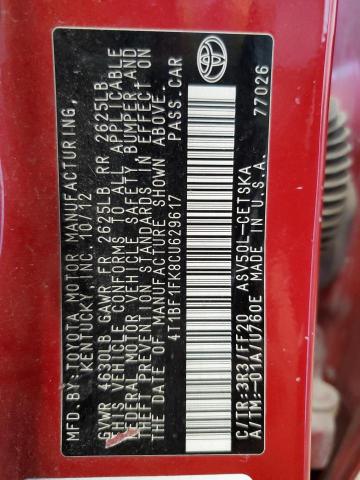 MFD. BY:
TOYOTA MOTOR MANUFACTURING,
KENTUCKY, INC. 10/12
GVWR 4630LB GAWR FR 2625LB RR 2625LB
THIS VEHICLE CONFORMS TO ALL APPLICABLE
FEDERAL MOTOR VEHICLE SAFETY, BUMPER, AND
THEFT PREVENTION STANDARDS IN EFFECT ON
THE DATE OF MANUFACTURE SHOWN ABOVE.
4T1BF1FK8CU629617 PASS. CAR
C/TR: 3R3/FF20 ASV50L-CETSKA
A/TM: -01A/U760E MADE IN U.S.A.
77026